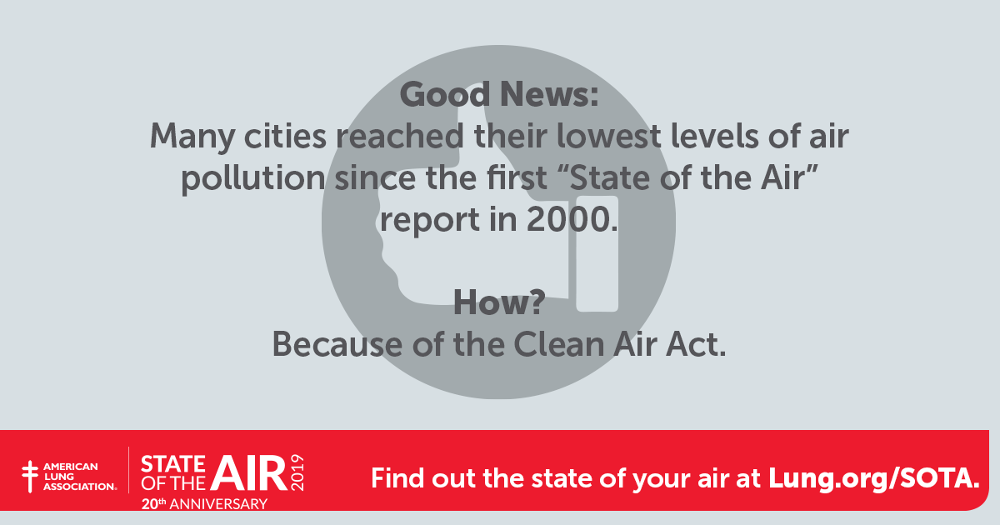 Good News:
Many cities reached their lowest levels of air
pollution since the first “State of the Air”
report in 2000.
How?
Because of the Clean Air Act.
AMERICAN
LUNG
ASSOCIATION®
STATE
OF THE AIR 2019
20th ANNIVERSARY
Find out the state of your air at Lung.org/SOTA.